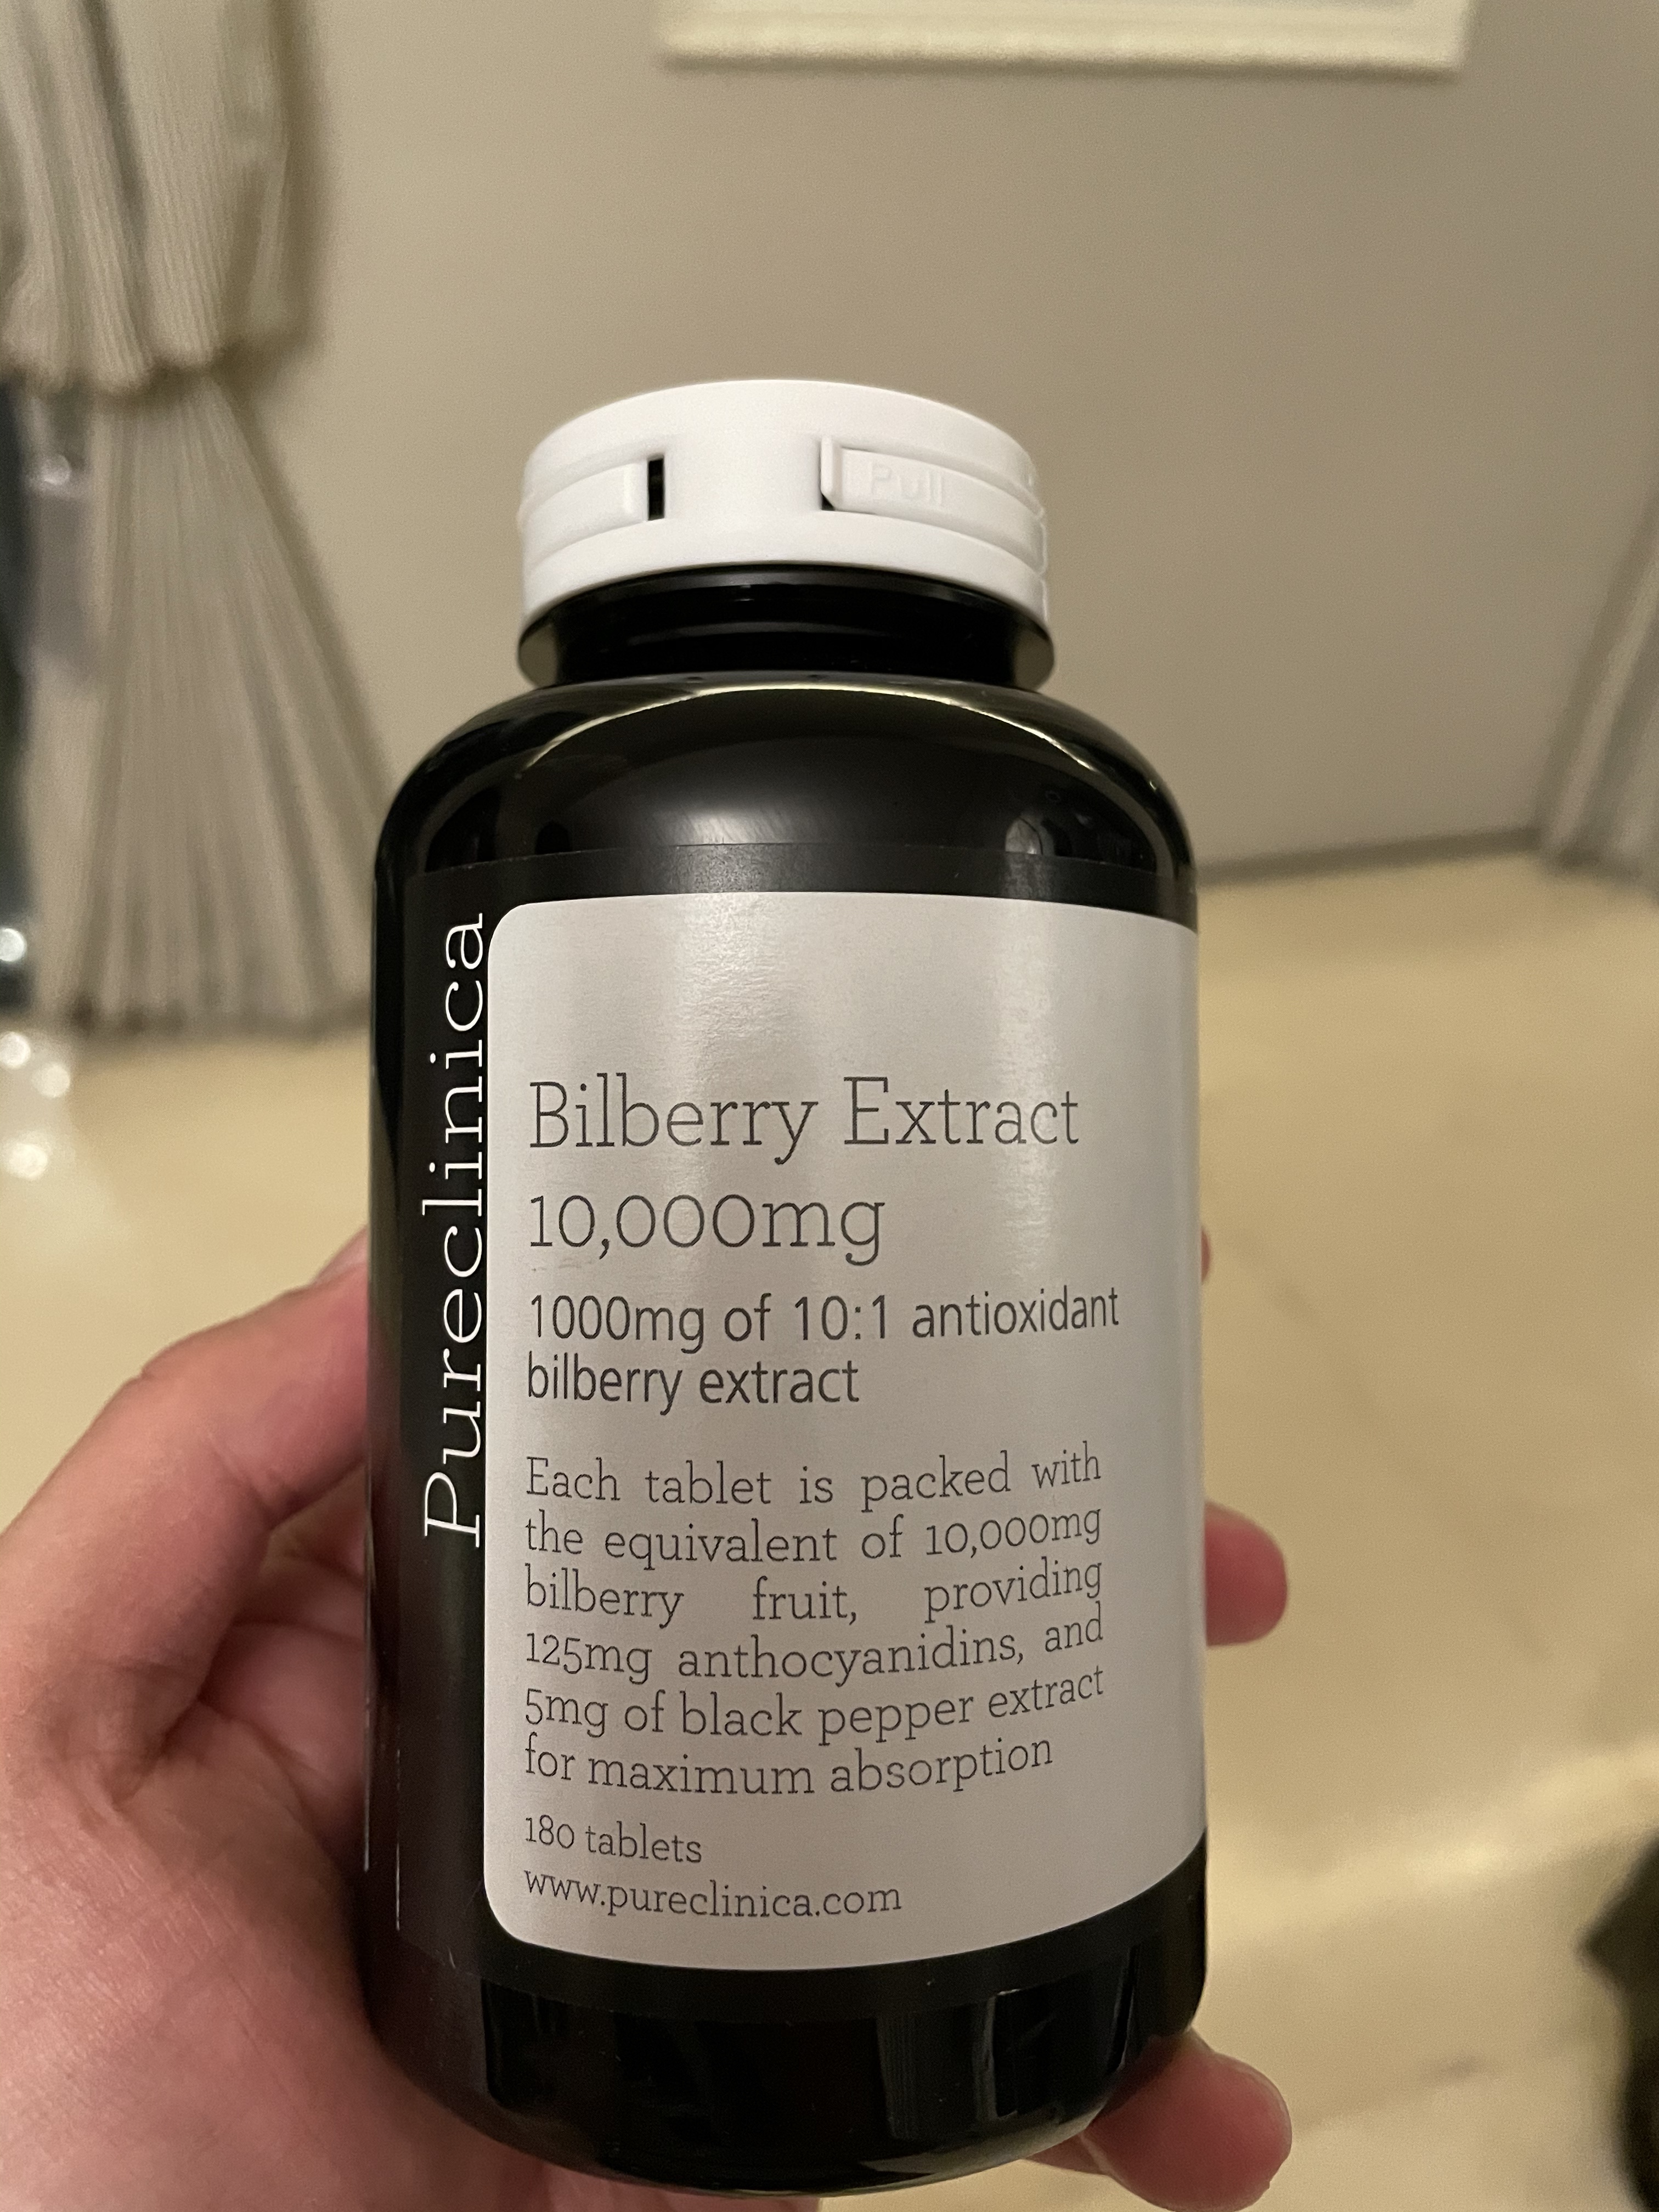 Pull
Pureclinica
Bilberry Extract
10,000mg
1000mg of 10:1 antioxidant
bilberry extract
Each tablet is packed with
the equivalent of 10,000mg
bilberry fruit, providing
125mg anthocyanidins, and
5mg of black pepper extract
for maximum absorption
180 tablets
www.pureclinica.com